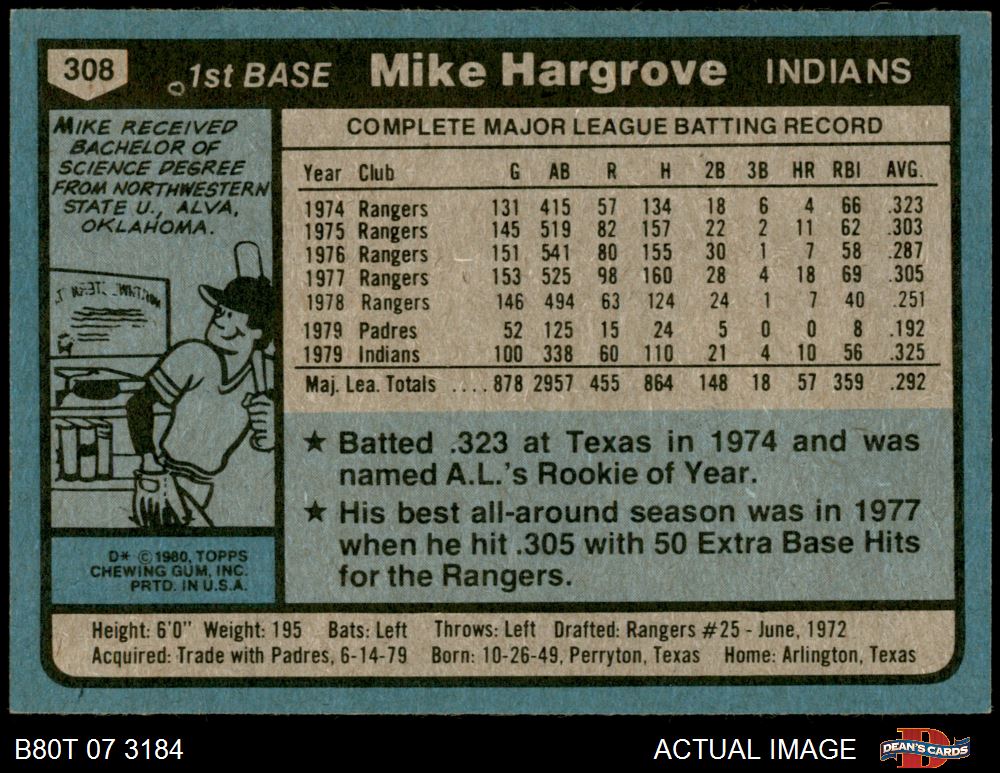 308 1st BASE Mike Hargrove INDIANS
MIKE RECEIVED
BACHELOR OF
SCIENCE DEGREE
FROM NORTHWESTERN
STATE U., ALVA,
OKLAHOMA.
D* © 1980, TOPPS
CHEWING GUM, INC.
PRTD. IN U.S.A.
COMPLETE MAJOR LEAGUE BATTING RECORD
Year Club G AB R H 2B 3B HR RBI AVG.
1974 Rangers 131 415 57 134 18 6 4 66 .323
1975 Rangers 145 519 82 157 22 2 11 62 .303
1976 Rangers 151 541 80 155 30 1 7 58 .287
1977 Rangers 153 525 98 160 28 4 18 69 .305
1978 Rangers 146 494 63 124 24 1 7 40 .251
1979 Padres 52 125 15 24 5 0 0 8 .192
1979 Indians 100 338 60 110 21 4 10 56 .325
Maj. Lea. Totals ....878 2957 455 864 148 18 57 359 .292
★ Batted .323 at Texas in 1974 and was
named A.L.'s Rookie of Year.
★ His best all-around season was in 1977
when he hit .305 with 50 Extra Base Hits
for the Rangers.
Height: 6'0" Weight: 195 Bats: Left Throws: Left Drafted: Rangers #25 - June, 1972
Acquired: Trade with Padres, 6-14-79 Born: 10-26-49, Perryton, Texas Home: Arlington, Texas
B80T 07 3184 ACTUAL IMAGE DEAN'S CARDS